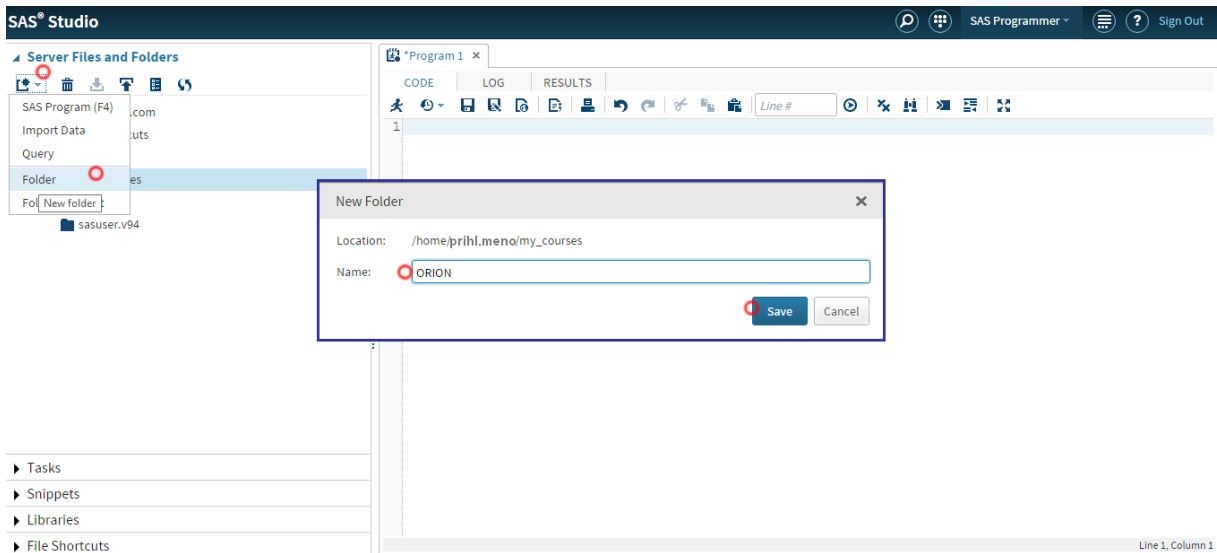 SAS® Studio
SAS Programmer
Sign Out
Server Files and Folders
SAS Program (F4)
Import Data
Query
Folder
Fol
New folder
.com
cuts
es
sasuser.v94
Tasks
Snippets
Libraries
File Shortcuts
*Program 1
CODE LOG RESULTS
Line #
1
New Folder
Location: /home/prihl.meno/my_courses
Name: ORION
Save Cancel
Line 1, Column 1